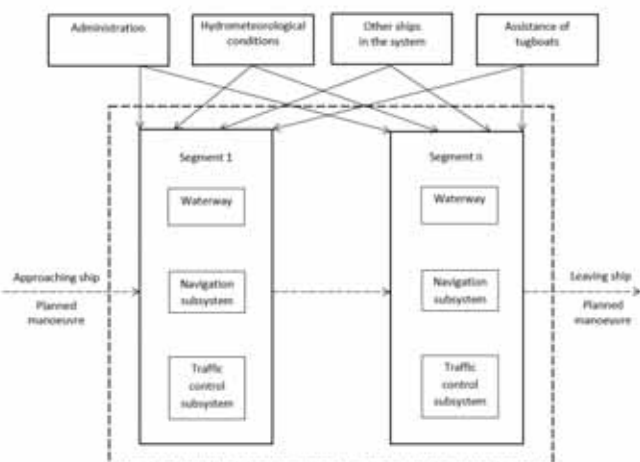 Administration
Hydrometeorological
conditions
Other ships
in the system
Assistance of
tugboats
Segment 1
Waterway
Navigation
subsystem
Traffic
control
subsystem
Segment n
Waterway
Navigation
subsystem
Traffic
control
subsystem
Approaching ship
Planned
manoeuvre
Leaving ship
Planned
manoeuvre